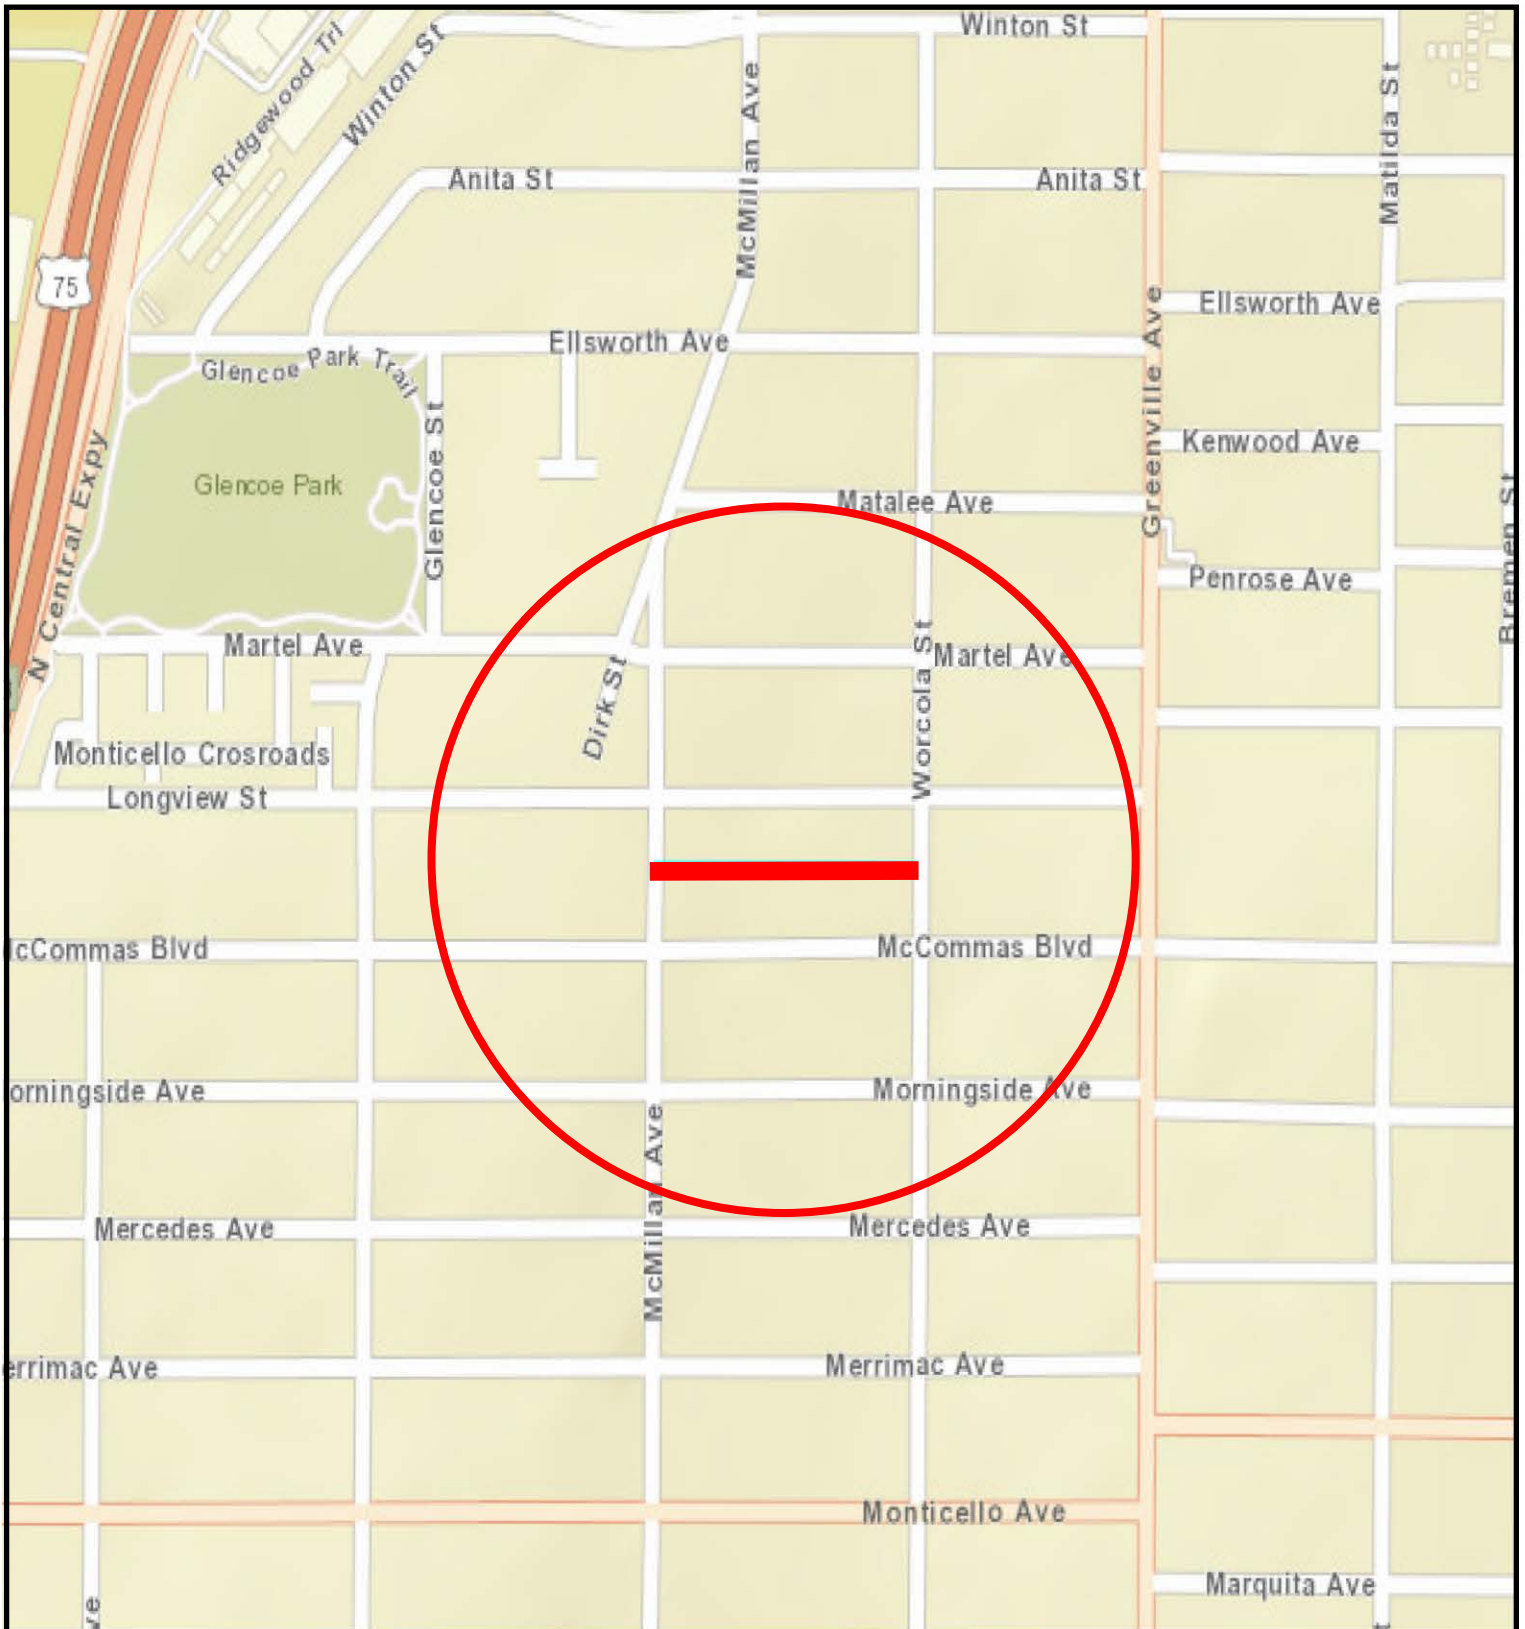 Winton St
Winton St
Ridgewood Trl
McMillan Ave
Matilda St
Anita St
Anita St
75
Ellsworth Ave
Ellsworth Ave
Glencoe Park Trail
Greenville Ave
Glencoe St
Kenwood Ave
Glencoe Park
N Central Expy
Matalee Ave
Bremen St
Penrose Ave
Martel Ave
Martel Ave
Worcola St
Dirk St
Monticello Crosroads
Longview St
cCommas Blvd
McCommas Blvd
orningside Ave
Morningside Ave
McMillan Ave
Mercedes Ave
Mercedes Ave
errimac Ave
Merrimac Ave
Monticello Ave
Marquita Ave
ve
t